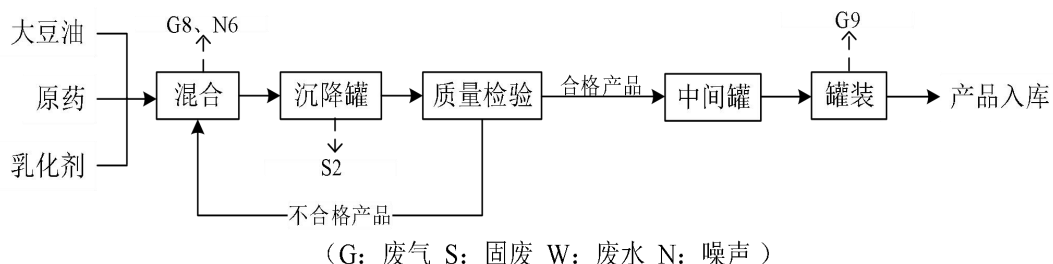 大豆油
原药
乳化剂
G8、N6
混合
沉降罐
S2
质量检验
合格产品
不合格产品
中间罐
G9
罐装
产品入库
（G：废气 S：固废 W：废水 N：噪声 ）